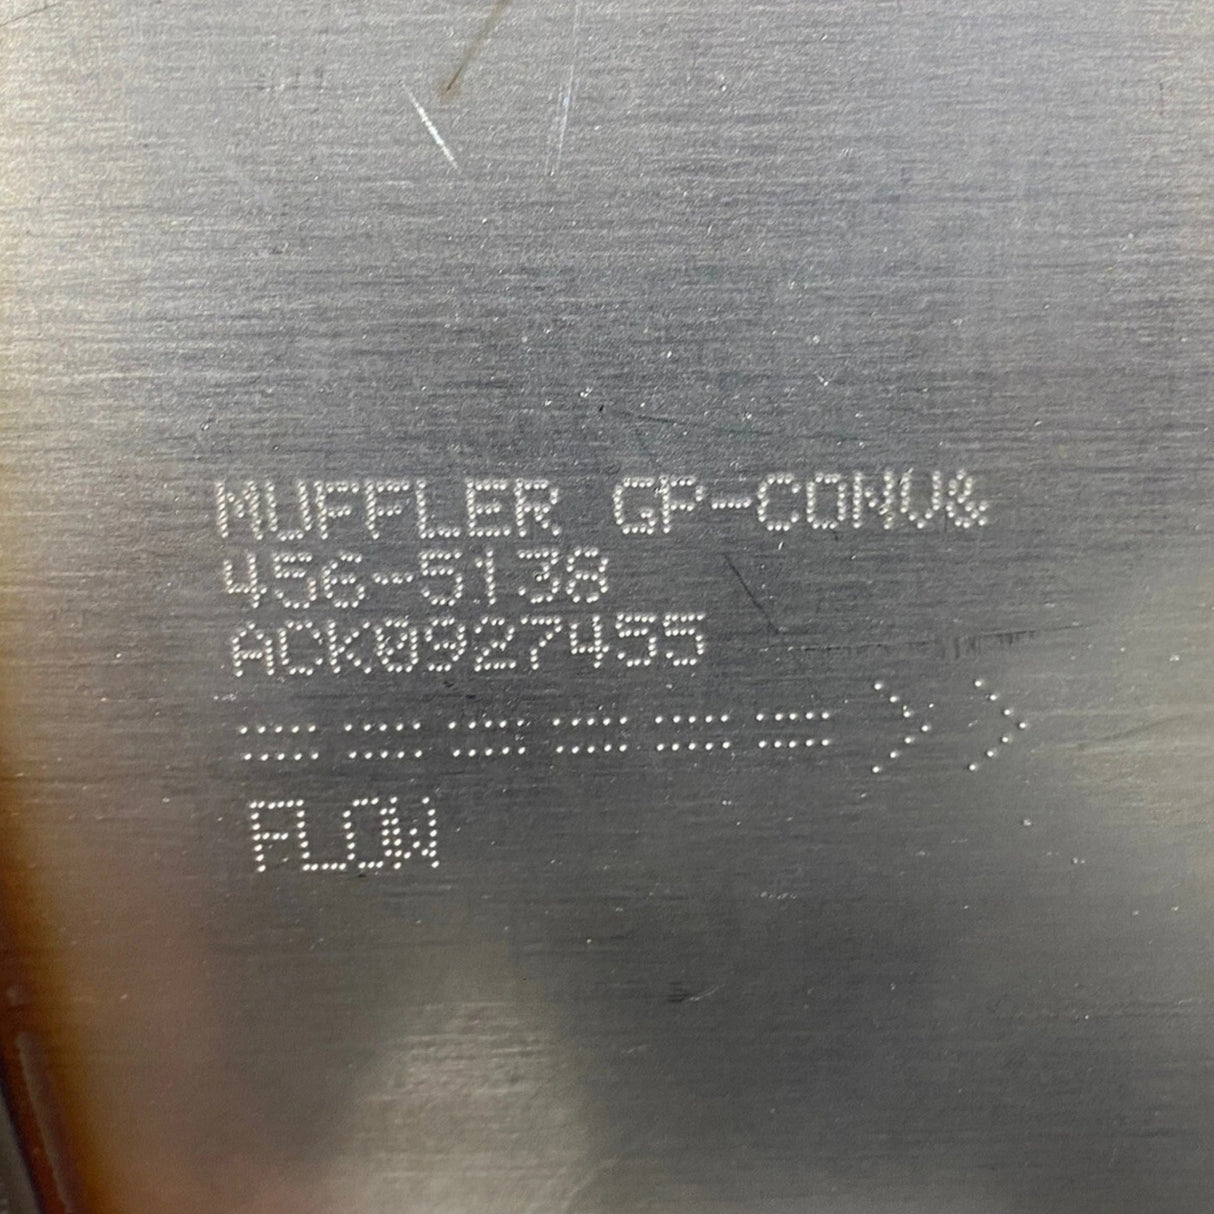 MUFFLER GP-CONV&
456-5138
ACK0927455
======>>
FLOW